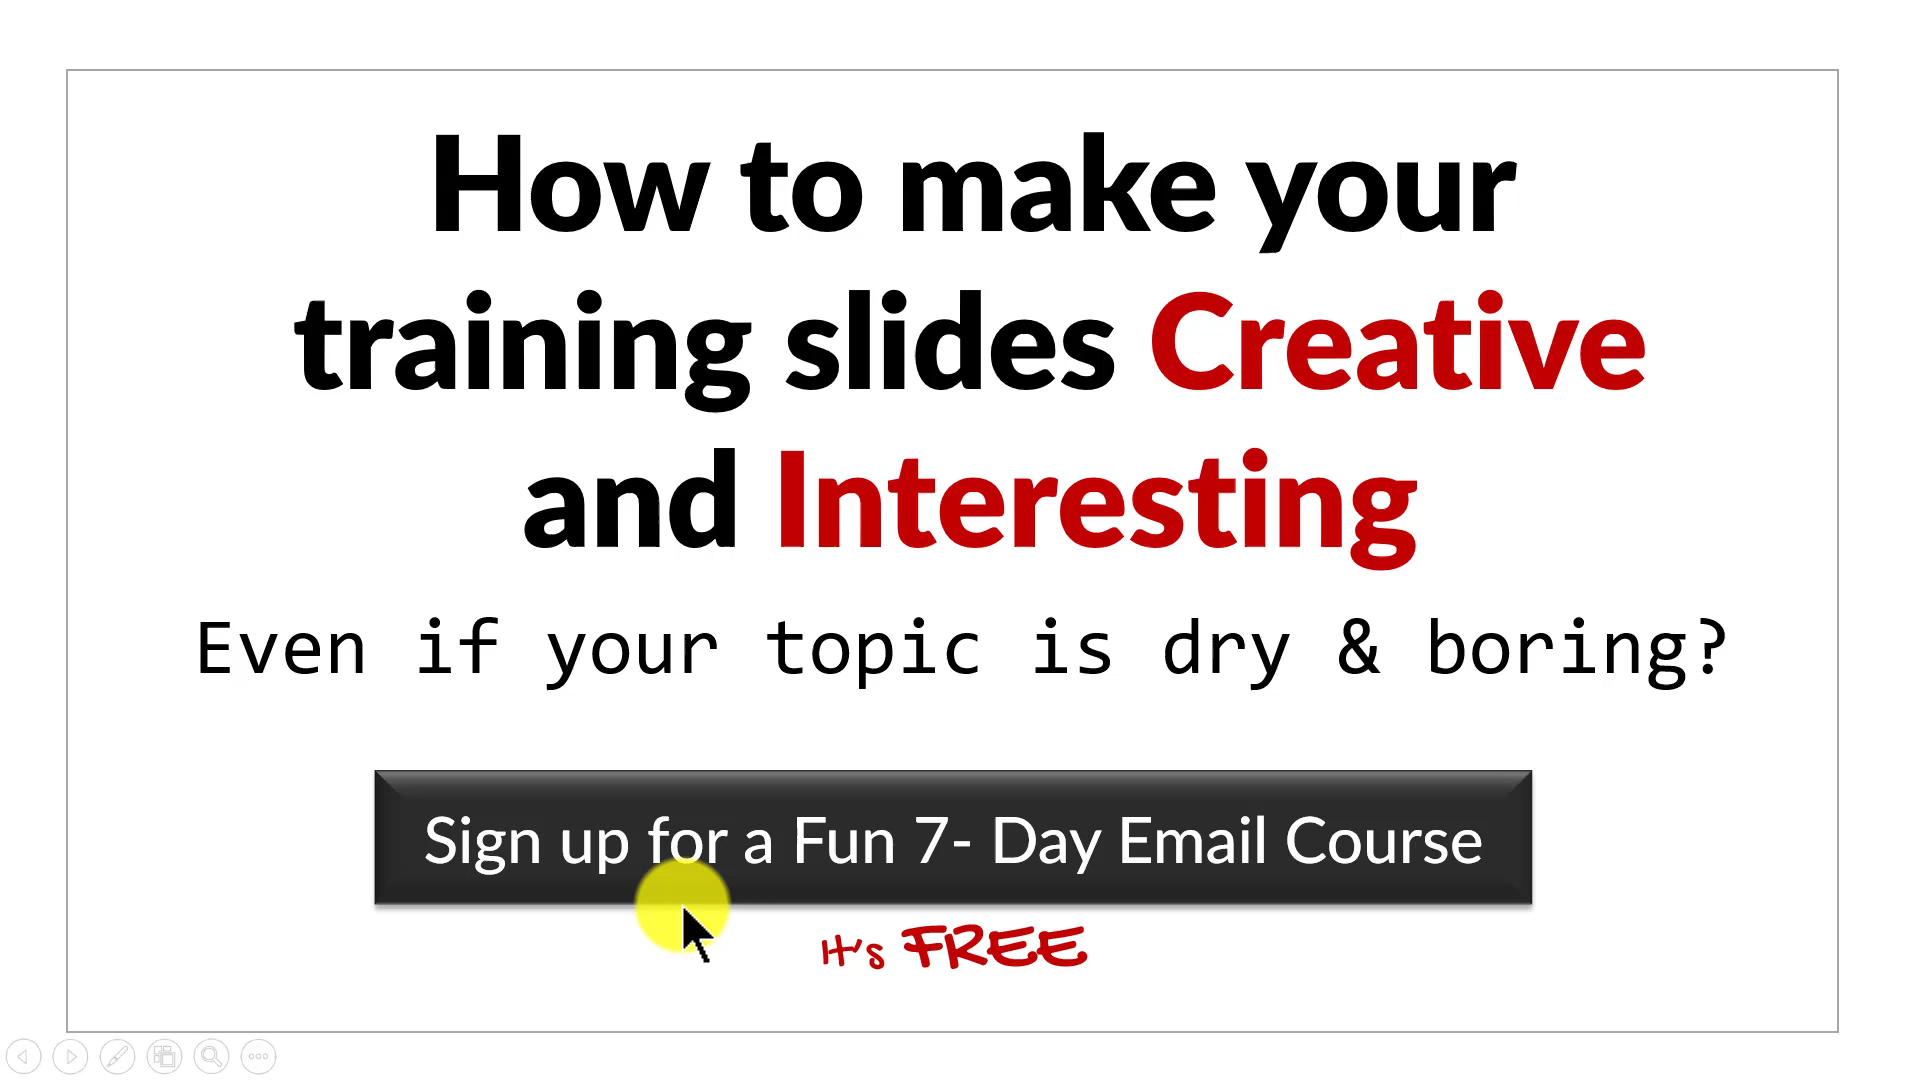 How to make your
training slides Creative
and Interesting
Even if your topic is dry & boring?
Sign up for a Fun 7- Day Email Course
It's FREE